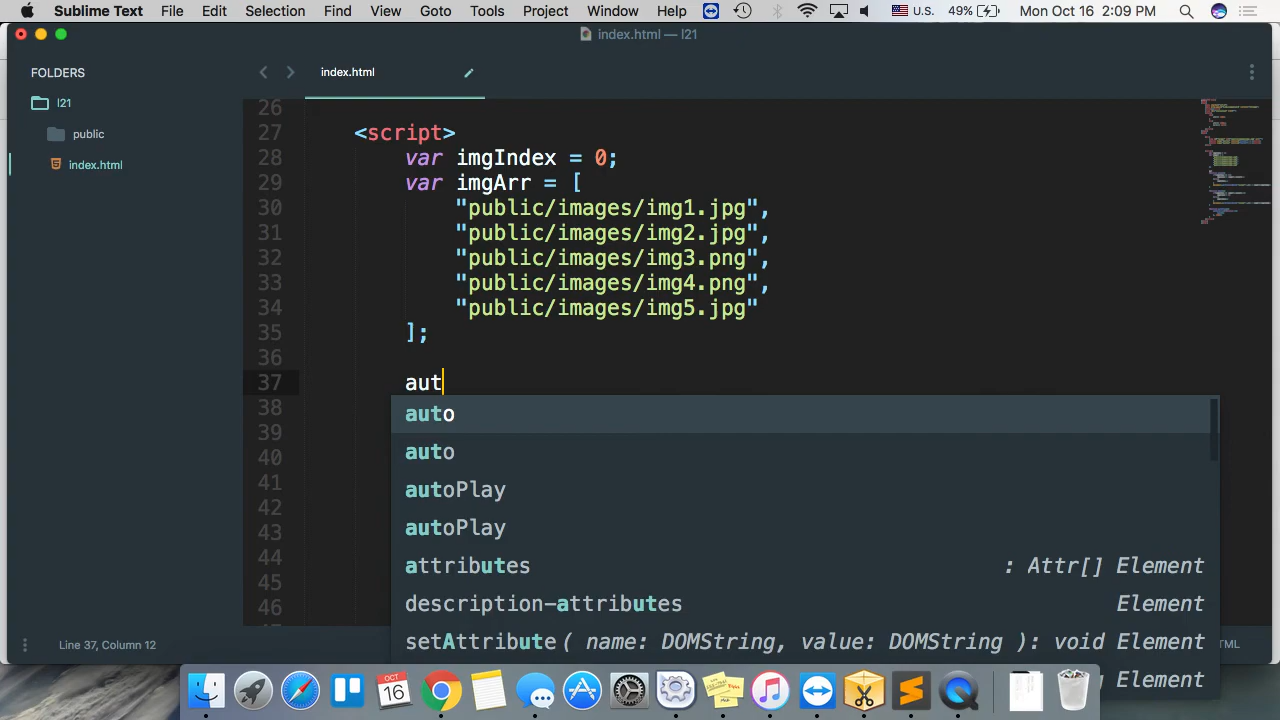 Sublime Text File Edit Selection Find View Goto Tools Project Window Help U.S. 49% Mon Oct 16 2:09 PM
index.html — l21
FOLDERS
index.html
l21
public
index.html
26
27 <script>
28 var imgIndex = 0;
29 var imgArr = [
30 "public/images/img1.jpg",
31 "public/images/img2.jpg",
32 "public/images/img3.png",
33 "public/images/img4.png",
34 "public/images/img5.jpg"
35 ];
36
37 aut
38 auto
39 auto
40
41 autoPlay
42 autoPlay
43
44 attributes : Attr[] Element
45 description-attributes Element
46 setAttribute( name: DOMString, value: DOMString ): void Element
Line 37, Column 12
Element
OCT
16